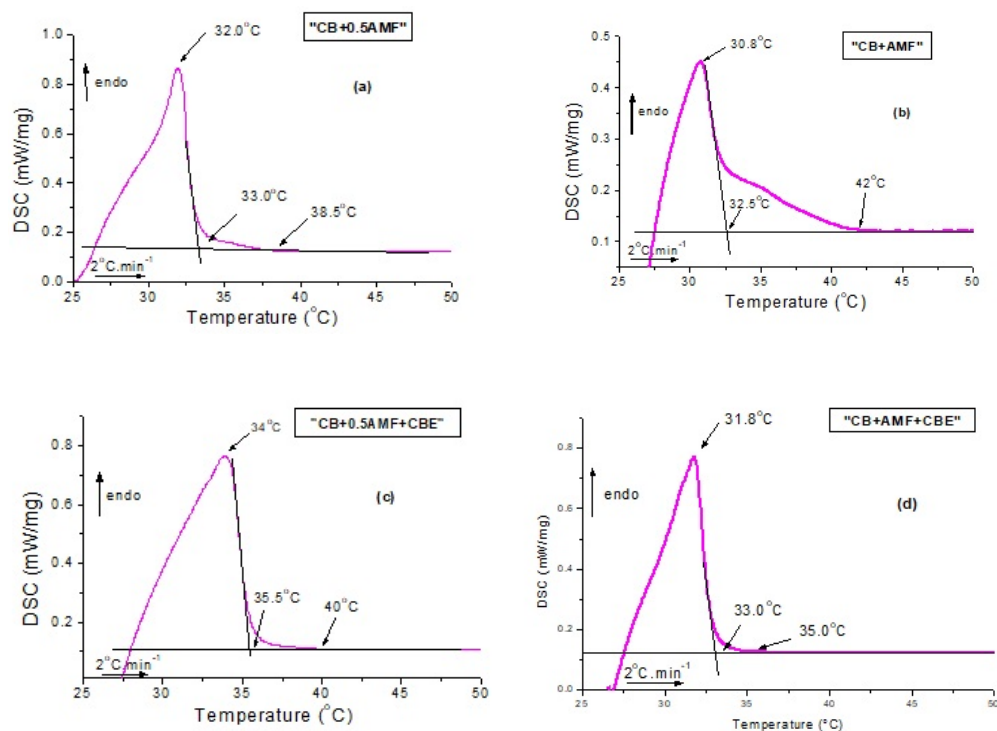 "CB+0.5AMF"
32.0°C
endo
(a)
33.0°C
38.5°C
2°C.min⁻¹
DSC (mW/mg)
1.0
0.8
0.6
0.4
0.2
0.0
25 30 35 40 45 50
Temperature (°C)
"CB+AMF"
30.8°C
endo
(b)
42°C
32.5°C
2°C.min⁻¹
DSC (mW/mg)
0.5
0.4
0.3
0.2
0.1
25 30 35 40 45 50
Temperature (°C)
"CB+0.5AMF+CBE"
34°C
endo
(c)
35.5°C
40°C
2°C.min⁻¹
DSC (mW/mg)
0.8
0.6
0.4
0.2
25 30 35 40 45 50
Temperature (°C)
"CB+AMF+CBE"
31.8°C
endo
(d)
33.0°C
35.0°C
2°C.min⁻¹
DSC (mW/mg)
0.9
0.8
0.6
0.5
0.3
0.2
0.0
25 30 35 40 45 50
Temperature (°C)